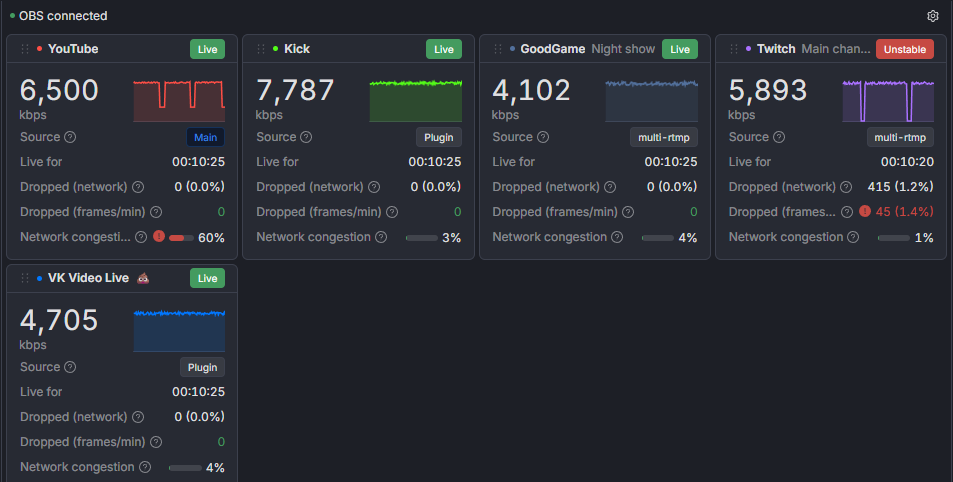 OBS connected
YouTube Live
6,500
kbps
Source Main
Live for 00:10:25
Dropped (network) 0 (0.0%)
Dropped (frames/min) 0
Network congesti... 60%
Kick Live
7,787
kbps
Source Plugin
Live for 00:10:25
Dropped (network) 0 (0.0%)
Dropped (frames/min) 0
Network congestion 3%
GoodGame Night show Live
4,102
kbps
Source multi-rtmp
Live for 00:10:25
Dropped (network) 0 (0.0%)
Dropped (frames/min) 0
Network congestion 4%
Twitch Main chan... Unstable
5,893
kbps
Source multi-rtmp
Live for 00:10:20
Dropped (network) 415 (1.2%)
Dropped (frames... 45 (1.4%)
Network congestion 1%
VK Video Live 💩 Live
4,705
kbps
Source Plugin
Live for 00:10:25
Dropped (network) 0 (0.0%)
Dropped (frames/min) 0
Network congestion 4%